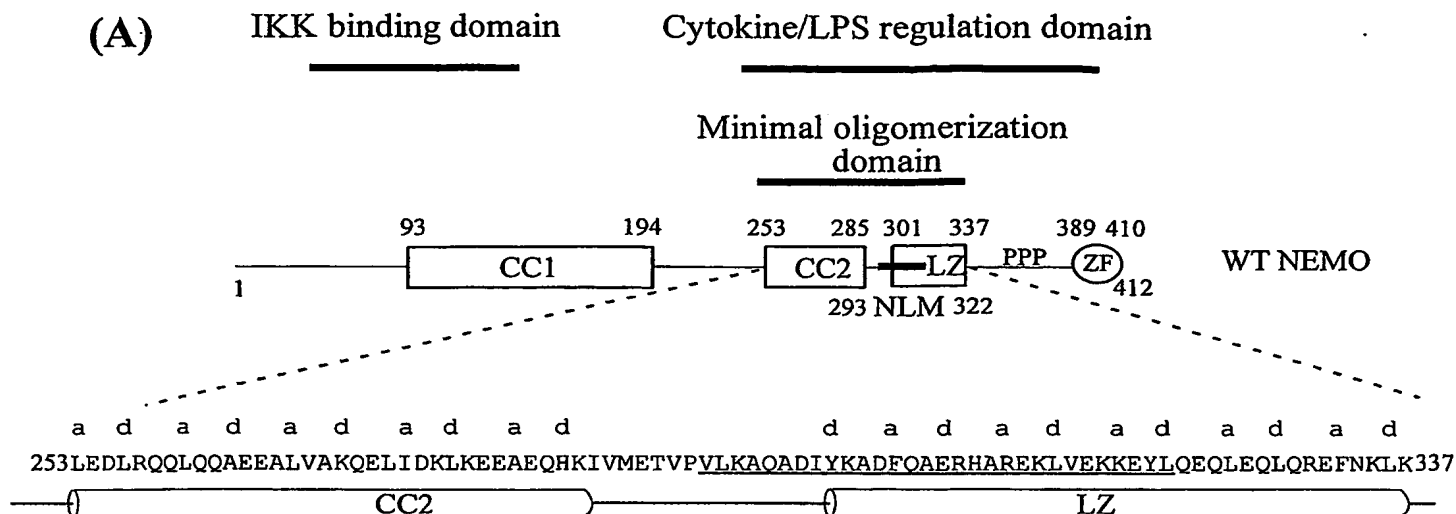 (A) IKK binding domain Cytokine/LPS regulation domain
Minimal oligomerization
domain
93 194 253 285 301 337 389 410
CC1 CC2 LZ PPP ZF WT NEMO
1 293 NLM 322 412
a d a d a d a d a d d a d a d a d a d a d
253LEDLRQQLQQAEEALVAKQELIDKLKEEAEQHKIVMETVPVLKAQADIYKADFQAERHAREKLVEKKEYLQEQLEQLQREFNKLK337
CC2 LZ